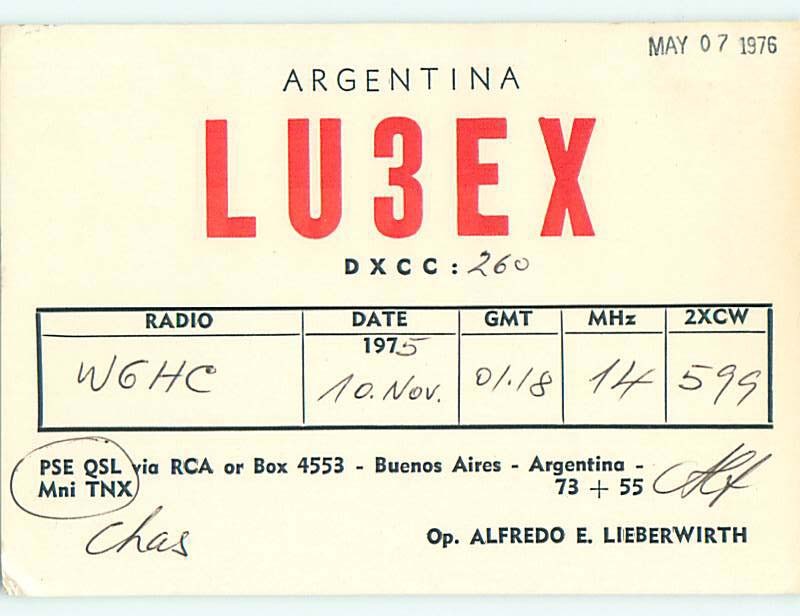 MAY 07 1976
ARGENTINA
LU3EX
DXCC: 260
RADIO DATE GMT MHz 2XCW
1975
W6HC 10. Nov. 01.18 14 599
PSE QSL via RCA or Box 4553 - Buenos Aires - Argentina -
Mni TNX 73 + 55 Alf
Chas
Op. ALFREDO E. LIEBERWIRTH